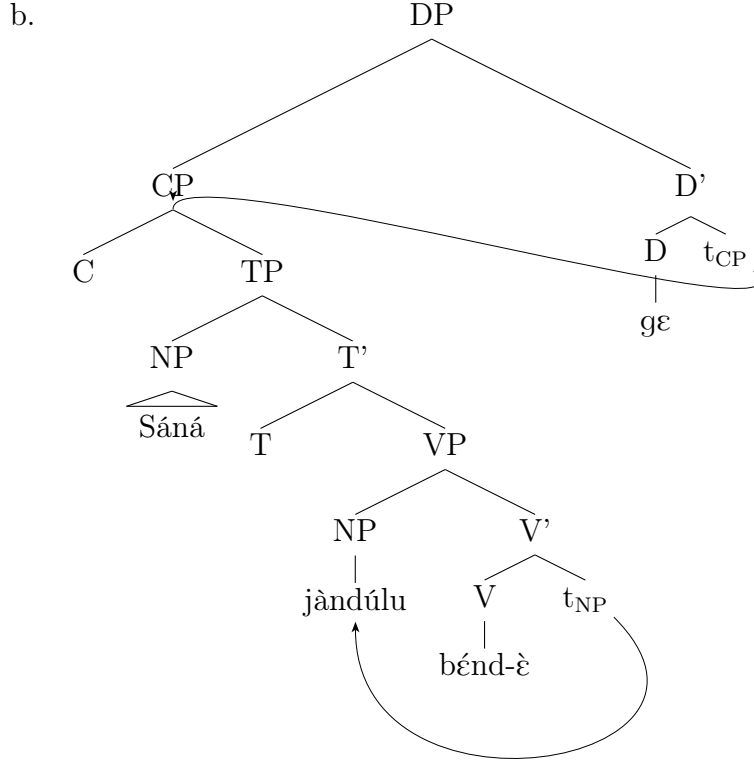 b.
DP
CP D'
C TP D t_CP
gɛ
NP T'
Sáná T VP
NP V'
jàndúlu V t_NP
bɛ́nd-ɛ̀